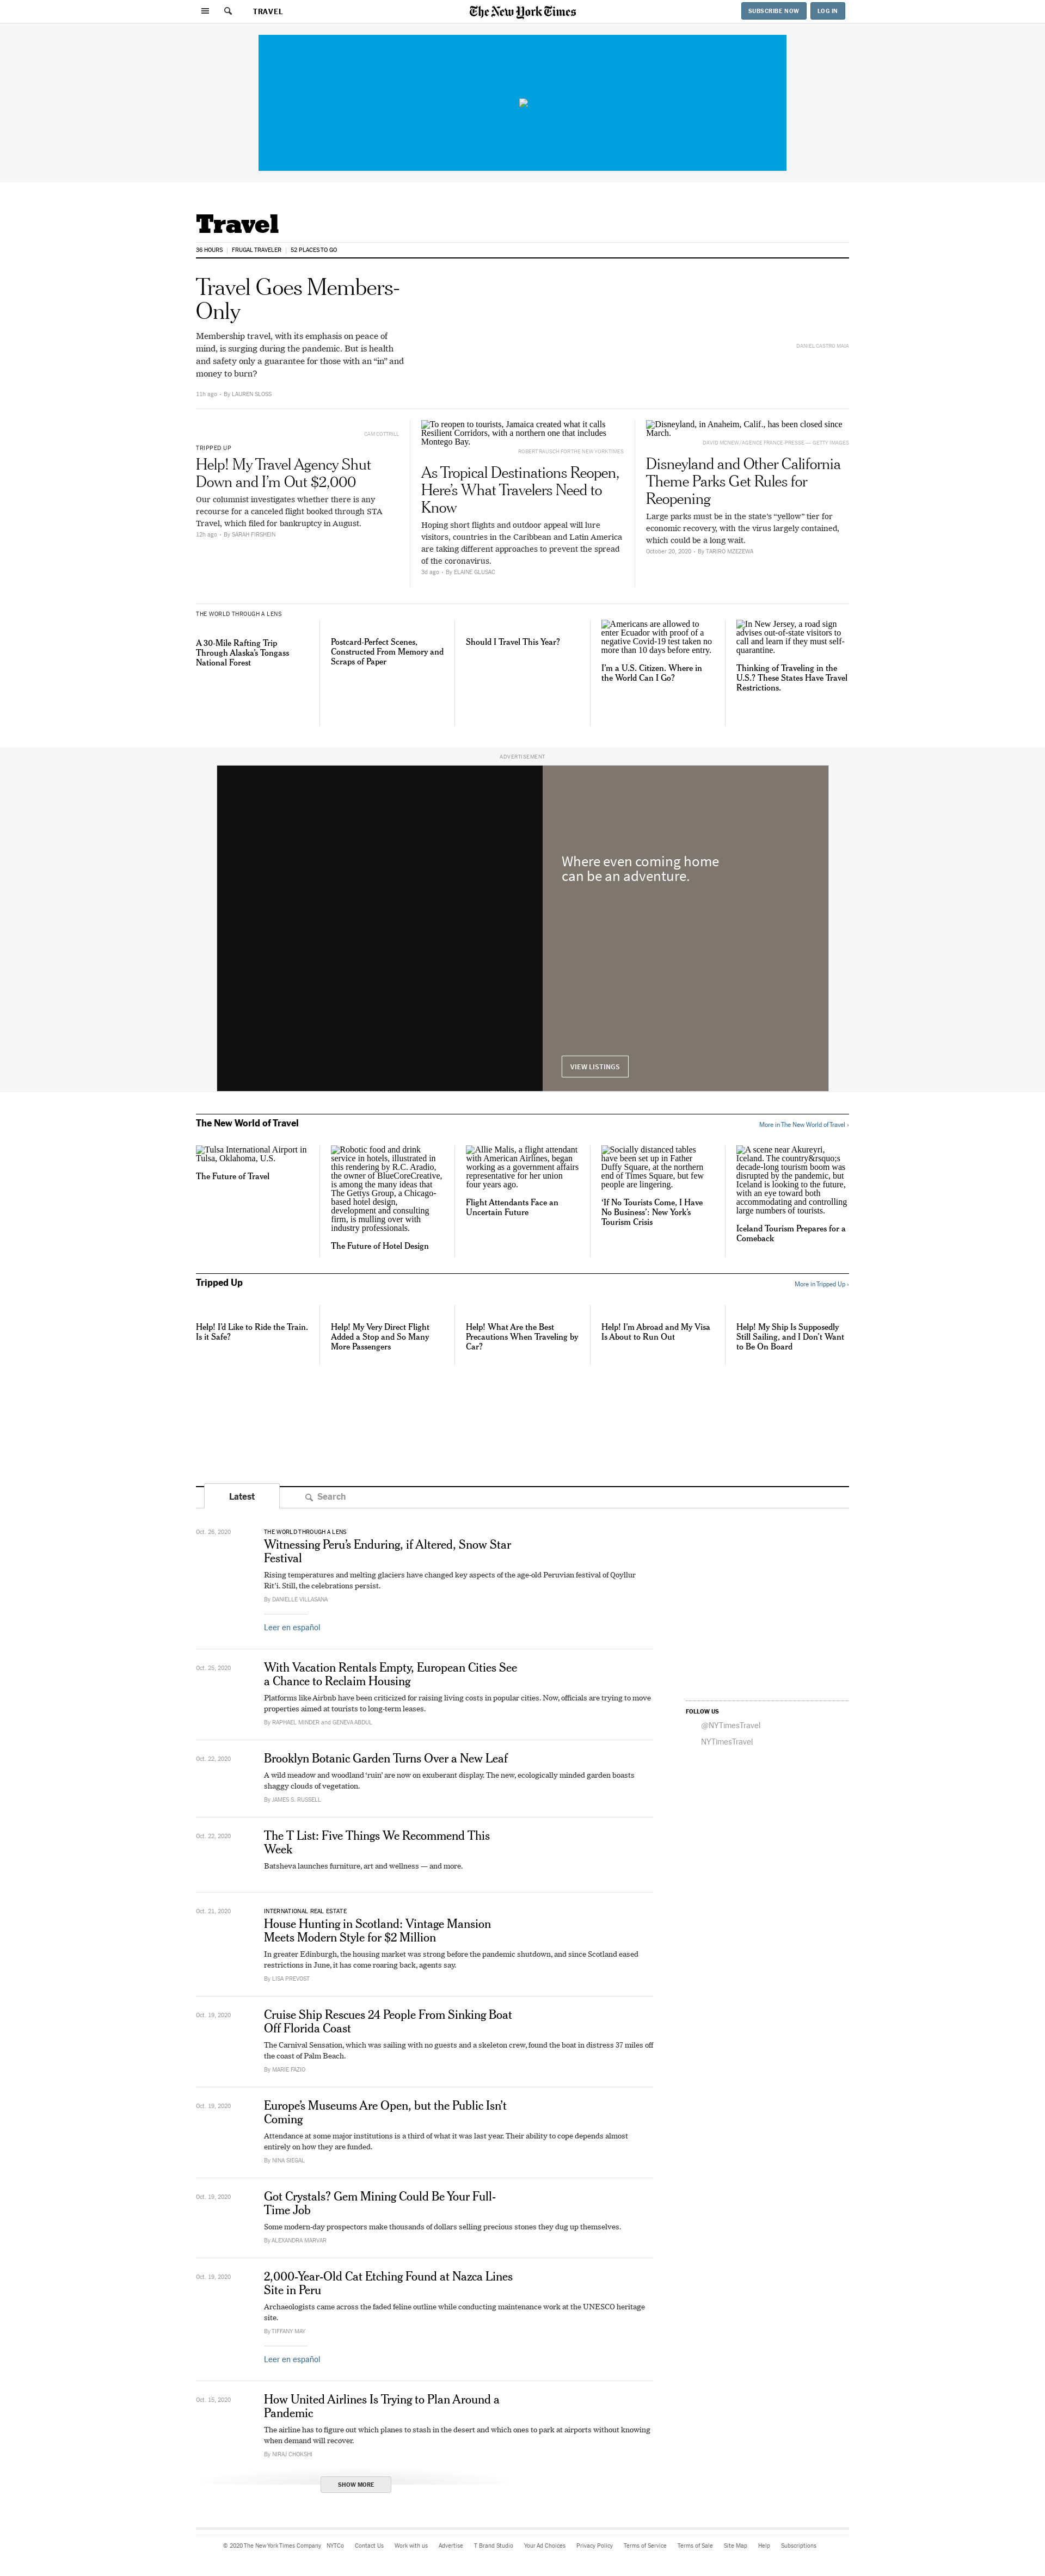 TRAVEL
The New York Times
SUBSCRIBE NOW
LOG IN
Travel
36 HOURS
FRUGAL TRAVELER
52 PLACES TO GO
Travel Goes Members-
Only
Membership travel, with its emphasis on peace of
mind, is surging during the pandemic. But is health
and safety only a guarantee for those with an “in” and
money to burn?
11h ago • By LAUREN SLOSS
DANIEL CASTRO MAIA
CAM COTTRILL
TRIPPED UP
Help! My Travel Agency Shut
Down and I’m Out $2,000
Our columnist investigates whether there is any
recourse for a canceled flight booked through STA
Travel, which filed for bankruptcy in August.
12h ago • By SARAH FIRSHEIN
To reopen to tourists, Jamaica created what it calls
Resilient Corridors, with a northern one that includes
Montego Bay.
ROBERT RAUSCH FOR THE NEW YORK TIMES
As Tropical Destinations Reopen,
Here’s What Travelers Need to
Know
Hoping short flights and outdoor appeal will lure
visitors, countries in the Caribbean and Latin America
are taking different approaches to prevent the spread
of the coronavirus.
3d ago • By ELAINE GLUSAC
Disneyland, in Anaheim, Calif., has been closed since
March.
DAVID MCNEW/AGENCE FRANCE-PRESSE — GETTY IMAGES
Disneyland and Other California
Theme Parks Get Rules for
Reopening
Large parks must be in the state’s “yellow” tier for
economic recovery, with the virus largely contained,
which could be a long wait.
October 20, 2020 • By TARIRO MZEZEWA
THE WORLD THROUGH A LENS
A 30-Mile Rafting Trip
Through Alaska’s Tongass
National Forest
Postcard-Perfect Scenes,
Constructed From Memory and
Scraps of Paper
Should I Travel This Year?
Americans are allowed to
enter Ecuador with proof of a
negative Covid-19 test taken no
more than 10 days before entry.
I’m a U.S. Citizen. Where in
the World Can I Go?
In New Jersey, a road sign
advises out-of-state visitors to
call and learn if they must self-
quarantine.
Thinking of Traveling in the
U.S.? These States Have Travel
Restrictions.
ADVERTISEMENT
Where even coming home
can be an adventure.
VIEW LISTINGS
The New World of Travel
More in The New World of Travel ›
Tulsa International Airport in
Tulsa, Oklahoma, U.S.
The Future of Travel
Robotic food and drink
service in hotels, illustrated in
this rendering by R.C. Aradio,
the owner of BlueCoreCreative,
is among the many ideas that
The Gettys Group, a Chicago-
based hotel design,
development and consulting
firm, is mulling over with
industry professionals.
The Future of Hotel Design
Allie Malis, a flight attendant
with American Airlines, began
working as a government affairs
representative for her union
four years ago.
Flight Attendants Face an
Uncertain Future
Socially distanced tables
have been set up in Father
Duffy Square, at the northern
end of Times Square, but few
people are lingering.
‘If No Tourists Come, I Have
No Business’: New York’s
Tourism Crisis
A scene near Akureyri,
Iceland. The country&rsquo;s
decade-long tourism boom was
disrupted by the pandemic, but
Iceland is looking to the future,
with an eye toward both
accommodating and controlling
large numbers of tourists.
Iceland Tourism Prepares for a
Comeback
Tripped Up
More in Tripped Up ›
Help! I’d Like to Ride the Train.
Is it Safe?
Help! My Very Direct Flight
Added a Stop and So Many
More Passengers
Help! What Are the Best
Precautions When Traveling by
Car?
Help! I’m Abroad and My Visa
Is About to Run Out
Help! My Ship Is Supposedly
Still Sailing, and I Don’t Want
to Be On Board
Latest
Search
Oct. 26, 2020
THE WORLD THROUGH A LENS
Witnessing Peru’s Enduring, if Altered, Snow Star
Festival
Rising temperatures and melting glaciers have changed key aspects of the age-old Peruvian festival of Qoyllur
Rit’i. Still, the celebrations persist.
By DANIELLE VILLASANA
Leer en español
Oct. 25, 2020
With Vacation Rentals Empty, European Cities See
a Chance to Reclaim Housing
Platforms like Airbnb have been criticized for raising living costs in popular cities. Now, officials are trying to move
properties aimed at tourists to long-term leases.
By RAPHAEL MINDER and GENEVA ABDUL
FOLLOW US
@NYTimesTravel
NYTimesTravel
Oct. 22, 2020
Brooklyn Botanic Garden Turns Over a New Leaf
A wild meadow and woodland ‘ruin’ are now on exuberant display. The new, ecologically minded garden boasts
shaggy clouds of vegetation.
By JAMES S. RUSSELL
Oct. 22, 2020
The T List: Five Things We Recommend This
Week
Batsheva launches furniture, art and wellness — and more.
Oct. 21, 2020
INTERNATIONAL REAL ESTATE
House Hunting in Scotland: Vintage Mansion
Meets Modern Style for $2 Million
In greater Edinburgh, the housing market was strong before the pandemic shutdown, and since Scotland eased
restrictions in June, it has come roaring back, agents say.
By LISA PREVOST
Oct. 19, 2020
Cruise Ship Rescues 24 People From Sinking Boat
Off Florida Coast
The Carnival Sensation, which was sailing with no guests and a skeleton crew, found the boat in distress 37 miles off
the coast of Palm Beach.
By MARIE FAZIO
Oct. 19, 2020
Europe’s Museums Are Open, but the Public Isn’t
Coming
Attendance at some major institutions is a third of what it was last year. Their ability to cope depends almost
entirely on how they are funded.
By NINA SIEGAL
Oct. 19, 2020
Got Crystals? Gem Mining Could Be Your Full-
Time Job
Some modern-day prospectors make thousands of dollars selling precious stones they dug up themselves.
By ALEXANDRA MARVAR
Oct. 19, 2020
2,000-Year-Old Cat Etching Found at Nazca Lines
Site in Peru
Archaeologists came across the faded feline outline while conducting maintenance work at the UNESCO heritage
site.
By TIFFANY MAY
Leer en español
Oct. 15, 2020
How United Airlines Is Trying to Plan Around a
Pandemic
The airline has to figure out which planes to stash in the desert and which ones to park at airports without knowing
when demand will recover.
By NIRAJ CHOKSHI
SHOW MORE
© 2020 The New York Times Company NYTCo Contact Us Work with us Advertise T Brand Studio Your Ad Choices Privacy Policy Terms of Service Terms of Sale Site Map Help Subscriptions